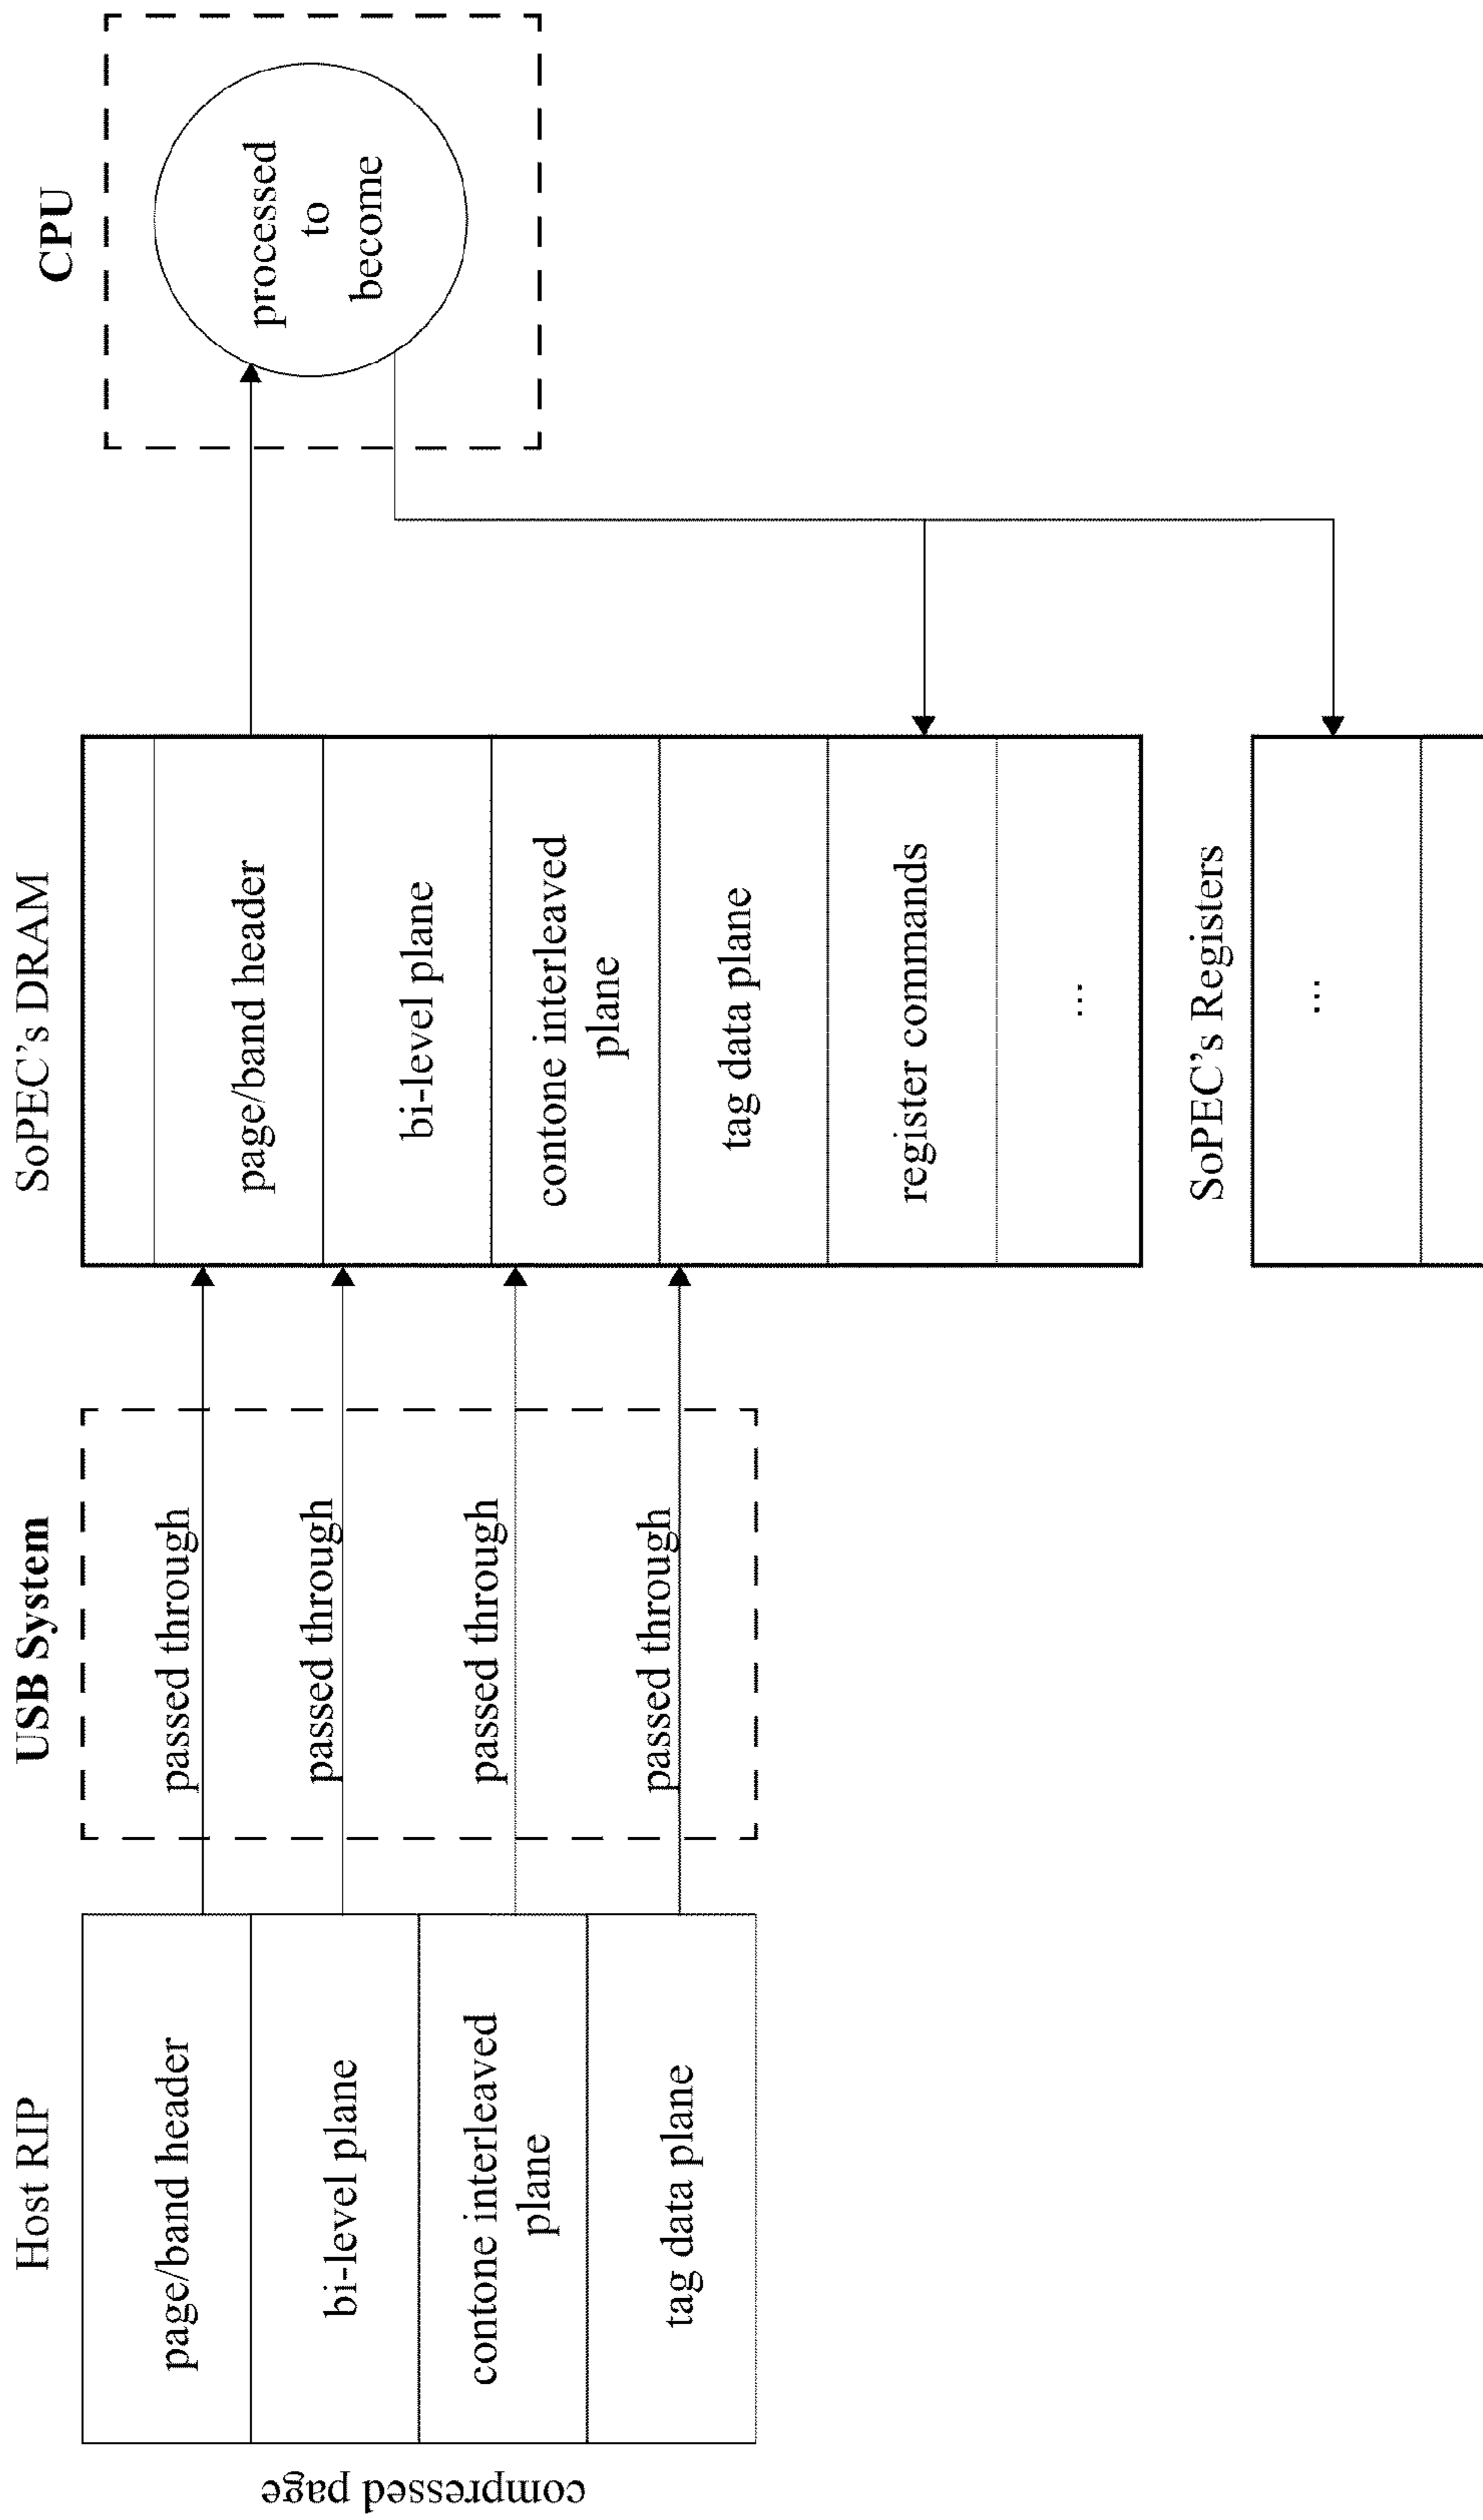 Host RIP
compressed page
page/band header
bi-level plane
contone interleaved
plane
tag data plane
USB System
passed through
passed through
passed through
passed through
SoPEC's DRAM
page/band header
bi-level plane
contone interleaved
plane
tag data plane
register commands
...
SoPEC's Registers
...
CPU
processed
to
become